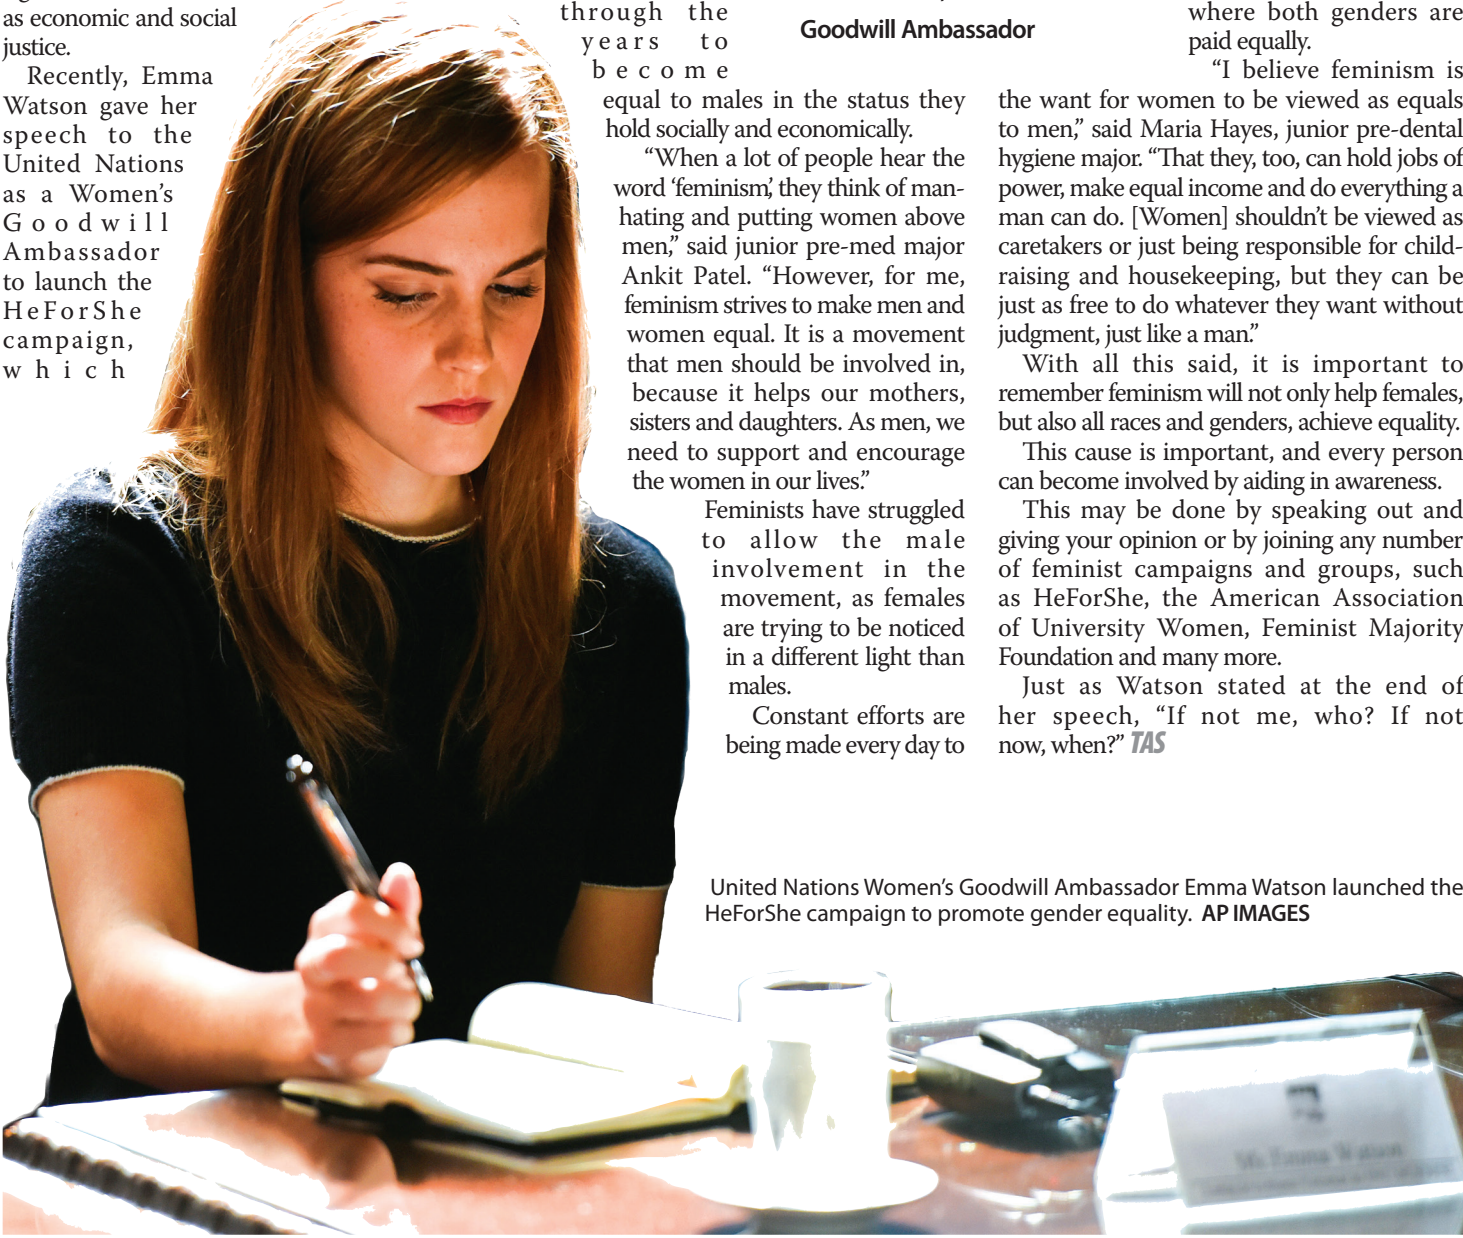 as economic and social
justice.
Recently, Emma
Watson gave her
speech to the
United Nations
as a Women’s
Goodwill
Ambassador
to launch the
HeForShe
campaign,
which
through the
years to
become
equal to males in the status they
hold socially and economically.
“When a lot of people hear the
word ‘feminism,’ they think of man-
hating and putting women above
men,” said junior pre-med major
Ankit Patel. “However, for me,
feminism strives to make men and
women equal. It is a movement
that men should be involved in,
because it helps our mothers,
sisters and daughters. As men, we
need to support and encourage
the women in our lives.”
Feminists have struggled
to allow the male
involvement in the
movement, as females
are trying to be noticed
in a different light than
males.
Constant efforts are
being made every day to
Goodwill Ambassador
where both genders are
paid equally.
“I believe feminism is
the want for women to be viewed as equals
to men,” said Maria Hayes, junior pre-dental
hygiene major. “That they, too, can hold jobs of
power, make equal income and do everything a
man can do. [Women] shouldn’t be viewed as
caretakers or just being responsible for child-
raising and housekeeping, but they can be
just as free to do whatever they want without
judgment, just like a man.”
With all this said, it is important to
remember feminism will not only help females,
but also all races and genders, achieve equality.
This cause is important, and every person
can become involved by aiding in awareness.
This may be done by speaking out and
giving your opinion or by joining any number
of feminist campaigns and groups, such
as HeForShe, the American Association
of University Women, Feminist Majority
Foundation and many more.
Just as Watson stated at the end of
her speech, “If not me, who? If not
now, when?” TAS
United Nations Women’s Goodwill Ambassador Emma Watson launched the
HeForShe campaign to promote gender equality. AP IMAGES
Ms. Emma Watson